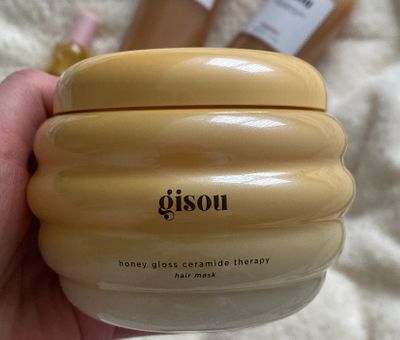 gisou
honey gloss ceramide therapy
hair mask